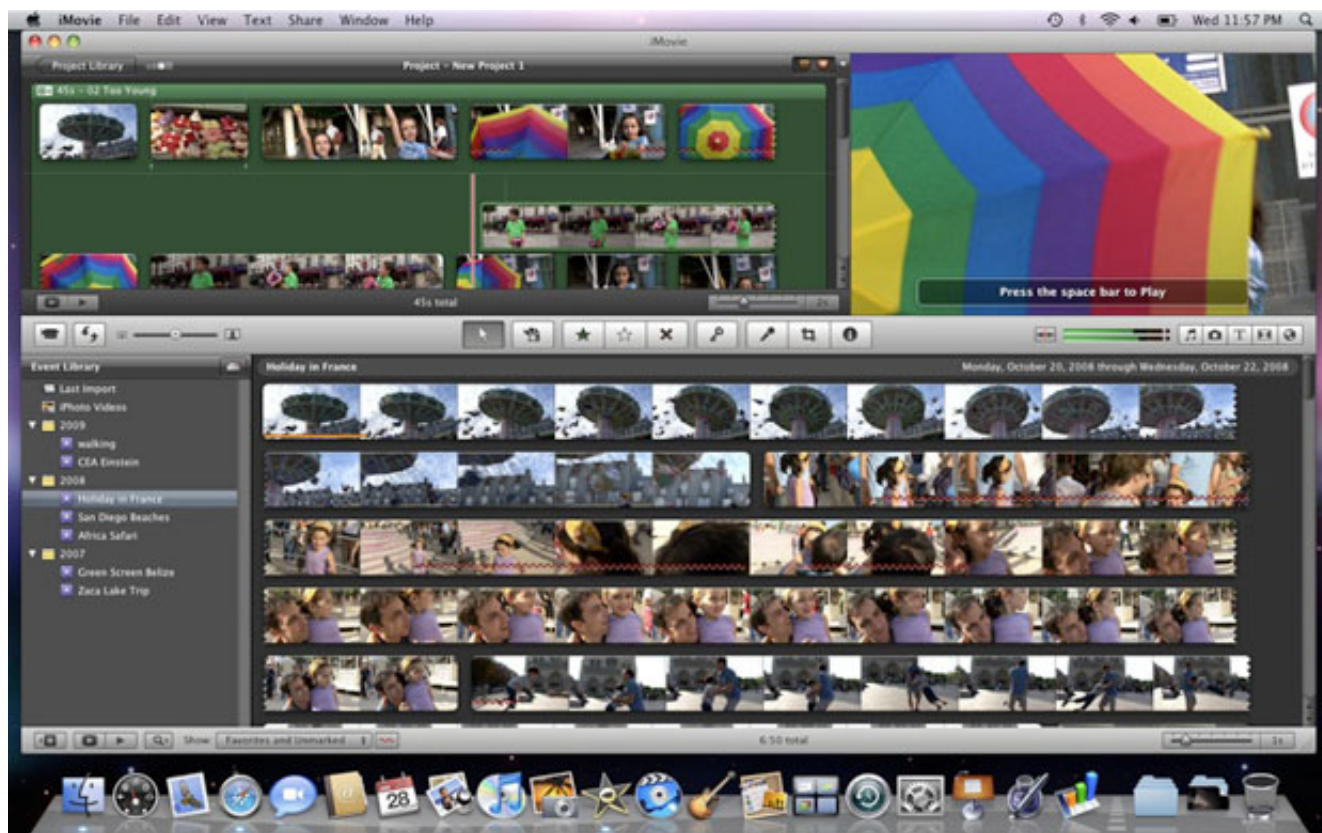 iMovie File Edit View Text Share Window Help Wed 11:57 PM
iMovie
Project Library Project - New Project 1
45s - 02 Too Young
Press the space bar to Play
45s total 2s
T
Event Library
Holiday in France Monday, October 20, 2008 through Wednesday, October 22, 2008
Last Import
iPhoto Videos
2009
walking
CEA Einstein
2008
Holiday in France
San Diego Beaches
Africa Safari
2007
Green Screen Belize
Zaca Lake Trip
Show: Favorites and Unmarked 6:50 total 1s
28